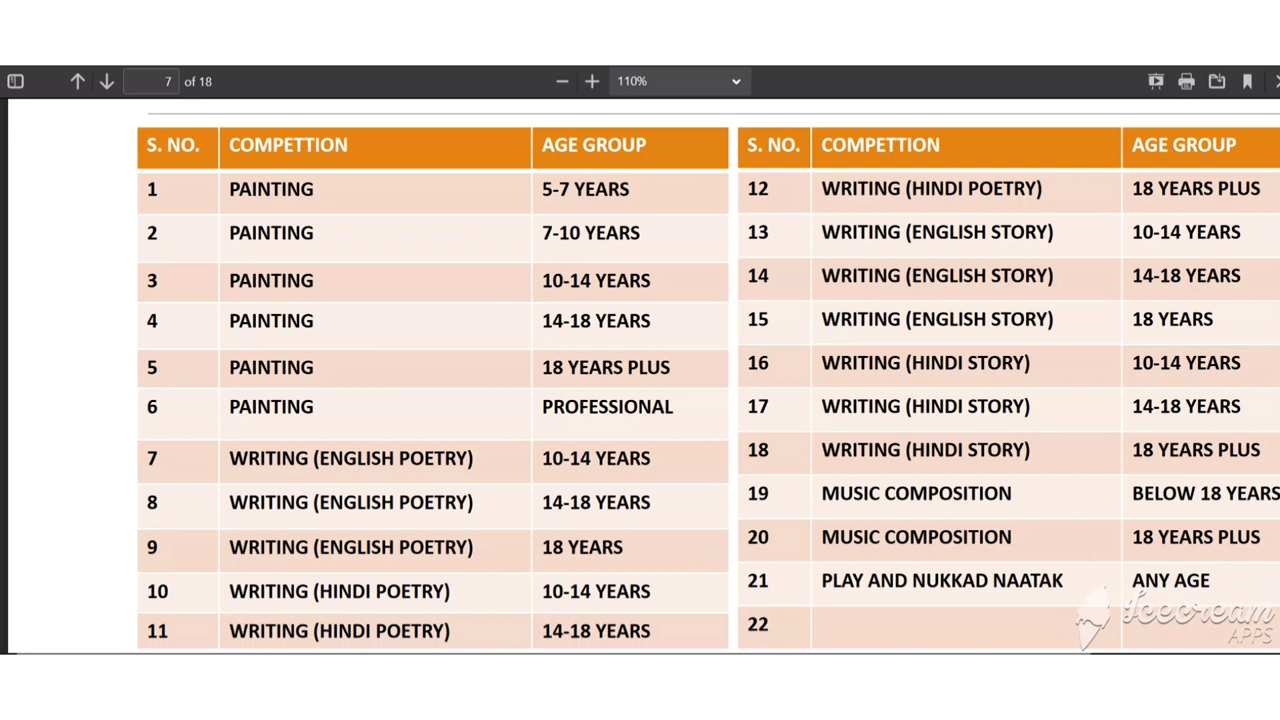 7 of 18 110%
S. NO. COMPETTION AGE GROUP
1 PAINTING 5-7 YEARS
2 PAINTING 7-10 YEARS
3 PAINTING 10-14 YEARS
4 PAINTING 14-18 YEARS
5 PAINTING 18 YEARS PLUS
6 PAINTING PROFESSIONAL
7 WRITING (ENGLISH POETRY) 10-14 YEARS
8 WRITING (ENGLISH POETRY) 14-18 YEARS
9 WRITING (ENGLISH POETRY) 18 YEARS
10 WRITING (HINDI POETRY) 10-14 YEARS
11 WRITING (HINDI POETRY) 14-18 YEARS
S. NO. COMPETTION AGE GROUP
12 WRITING (HINDI POETRY) 18 YEARS PLUS
13 WRITING (ENGLISH STORY) 10-14 YEARS
14 WRITING (ENGLISH STORY) 14-18 YEARS
15 WRITING (ENGLISH STORY) 18 YEARS
16 WRITING (HINDI STORY) 10-14 YEARS
17 WRITING (HINDI STORY) 14-18 YEARS
18 WRITING (HINDI STORY) 18 YEARS PLUS
19 MUSIC COMPOSITION BELOW 18 YEARS
20 MUSIC COMPOSITION 18 YEARS PLUS
21 PLAY AND NUKKAD NAATAK ANY AGE
22
Icecream
APPS